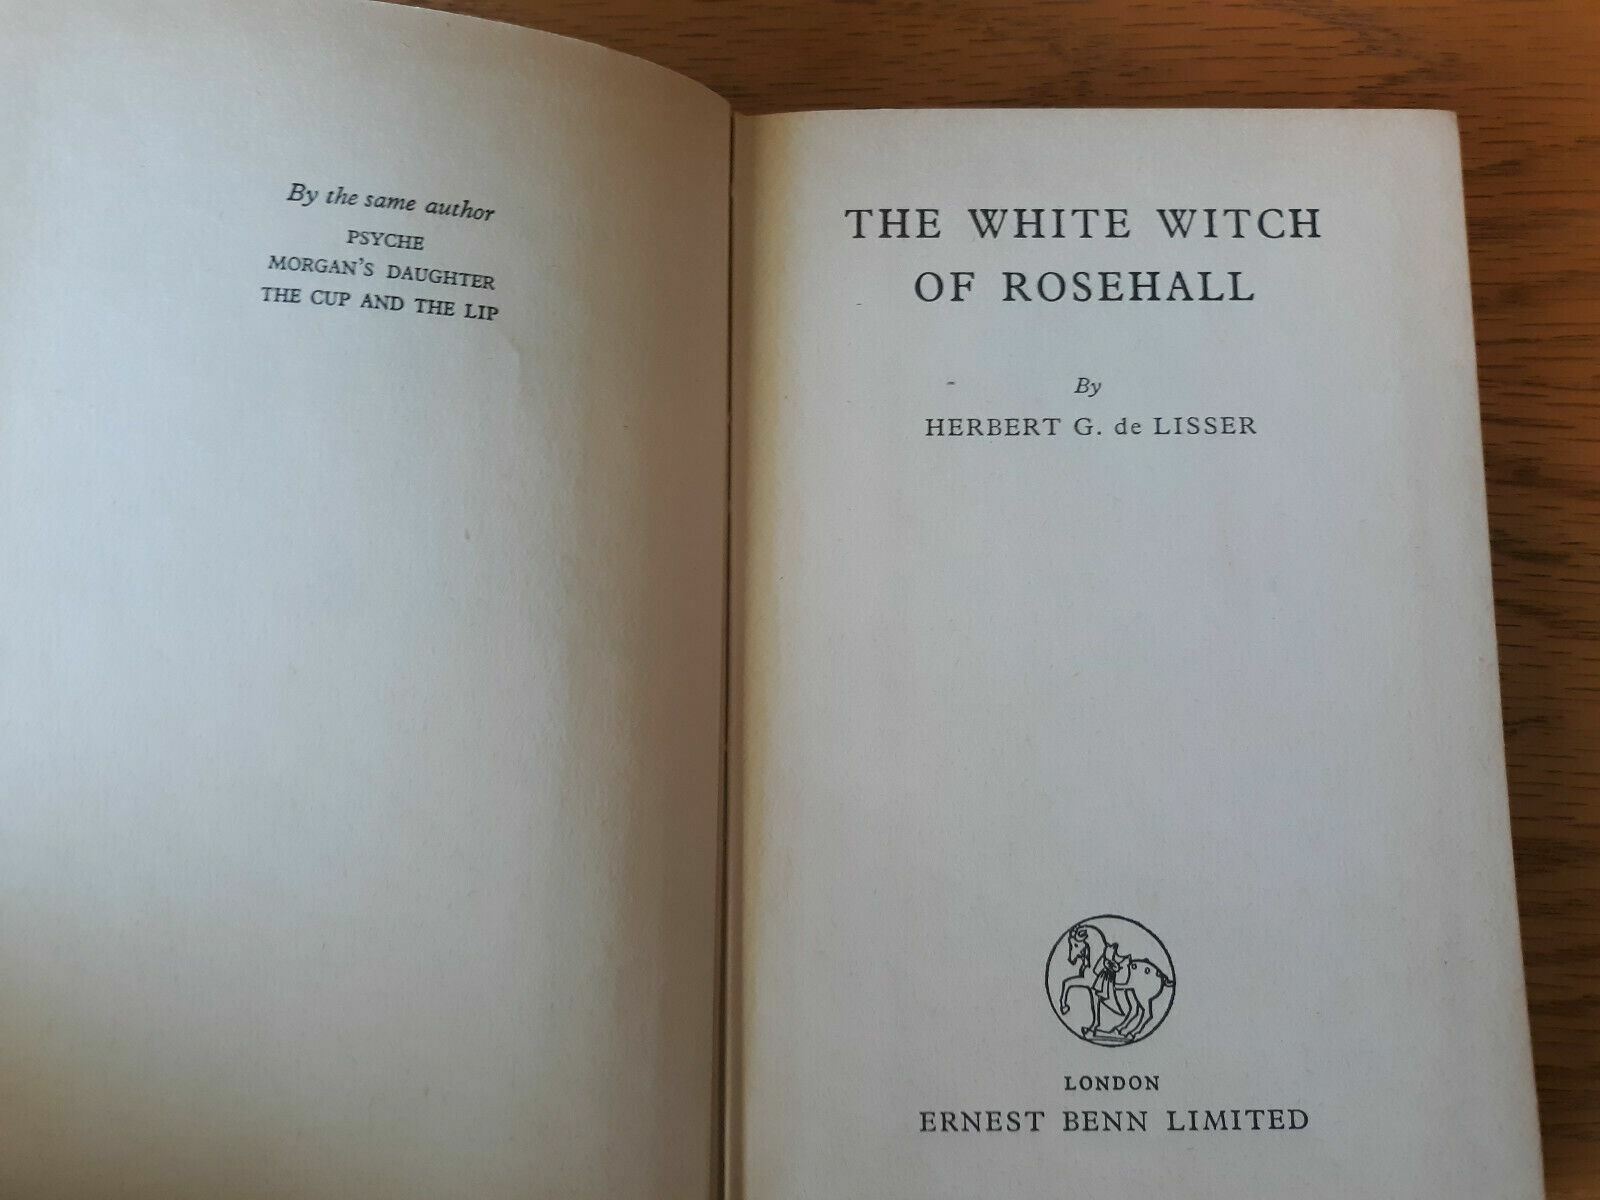 By the same author
PSYCHE
MORGAN'S DAUGHTER
THE CUP AND THE LIP
THE WHITE WITCH
OF ROSEHALL
By
HERBERT G. de LISSER
LONDON
ERNEST BENN LIMITED